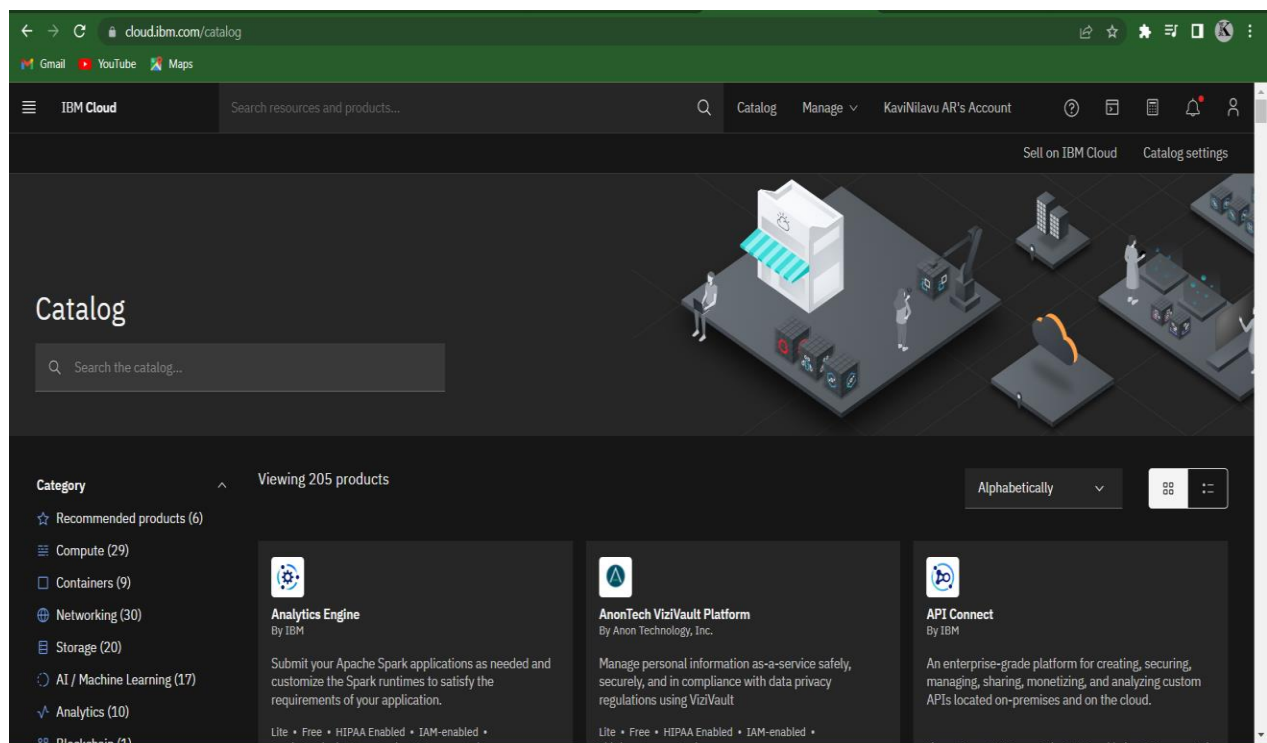 cloud.ibm.com/catalog
K
Gmail YouTube Maps
IBM Cloud Search resources and products... Catalog Manage KaviNilavu AR's Account
Sell on IBM Cloud Catalog settings
Catalog
Search the catalog...
Category
Recommended products (6)
Compute (29)
Containers (9)
Networking (30)
Storage (20)
AI / Machine Learning (17)
Analytics (10)
Blockchain (1)
Viewing 205 products
Alphabetically
Analytics Engine
By IBM
Submit your Apache Spark applications as needed and
customize the Spark runtimes to satisfy the
requirements of your application.
Lite • Free • HIPAA Enabled • IAM-enabled •
AnonTech ViziVault Platform
By Anon Technology, Inc.
Manage personal information as-a-service safely,
securely, and in compliance with data privacy
regulations using ViziVault
Lite • Free • HIPAA Enabled • IAM-enabled •
API Connect
By IBM
An enterprise-grade platform for creating, securing,
managing, sharing, monetizing, and analyzing custom
APIs located on-premises and on the cloud.